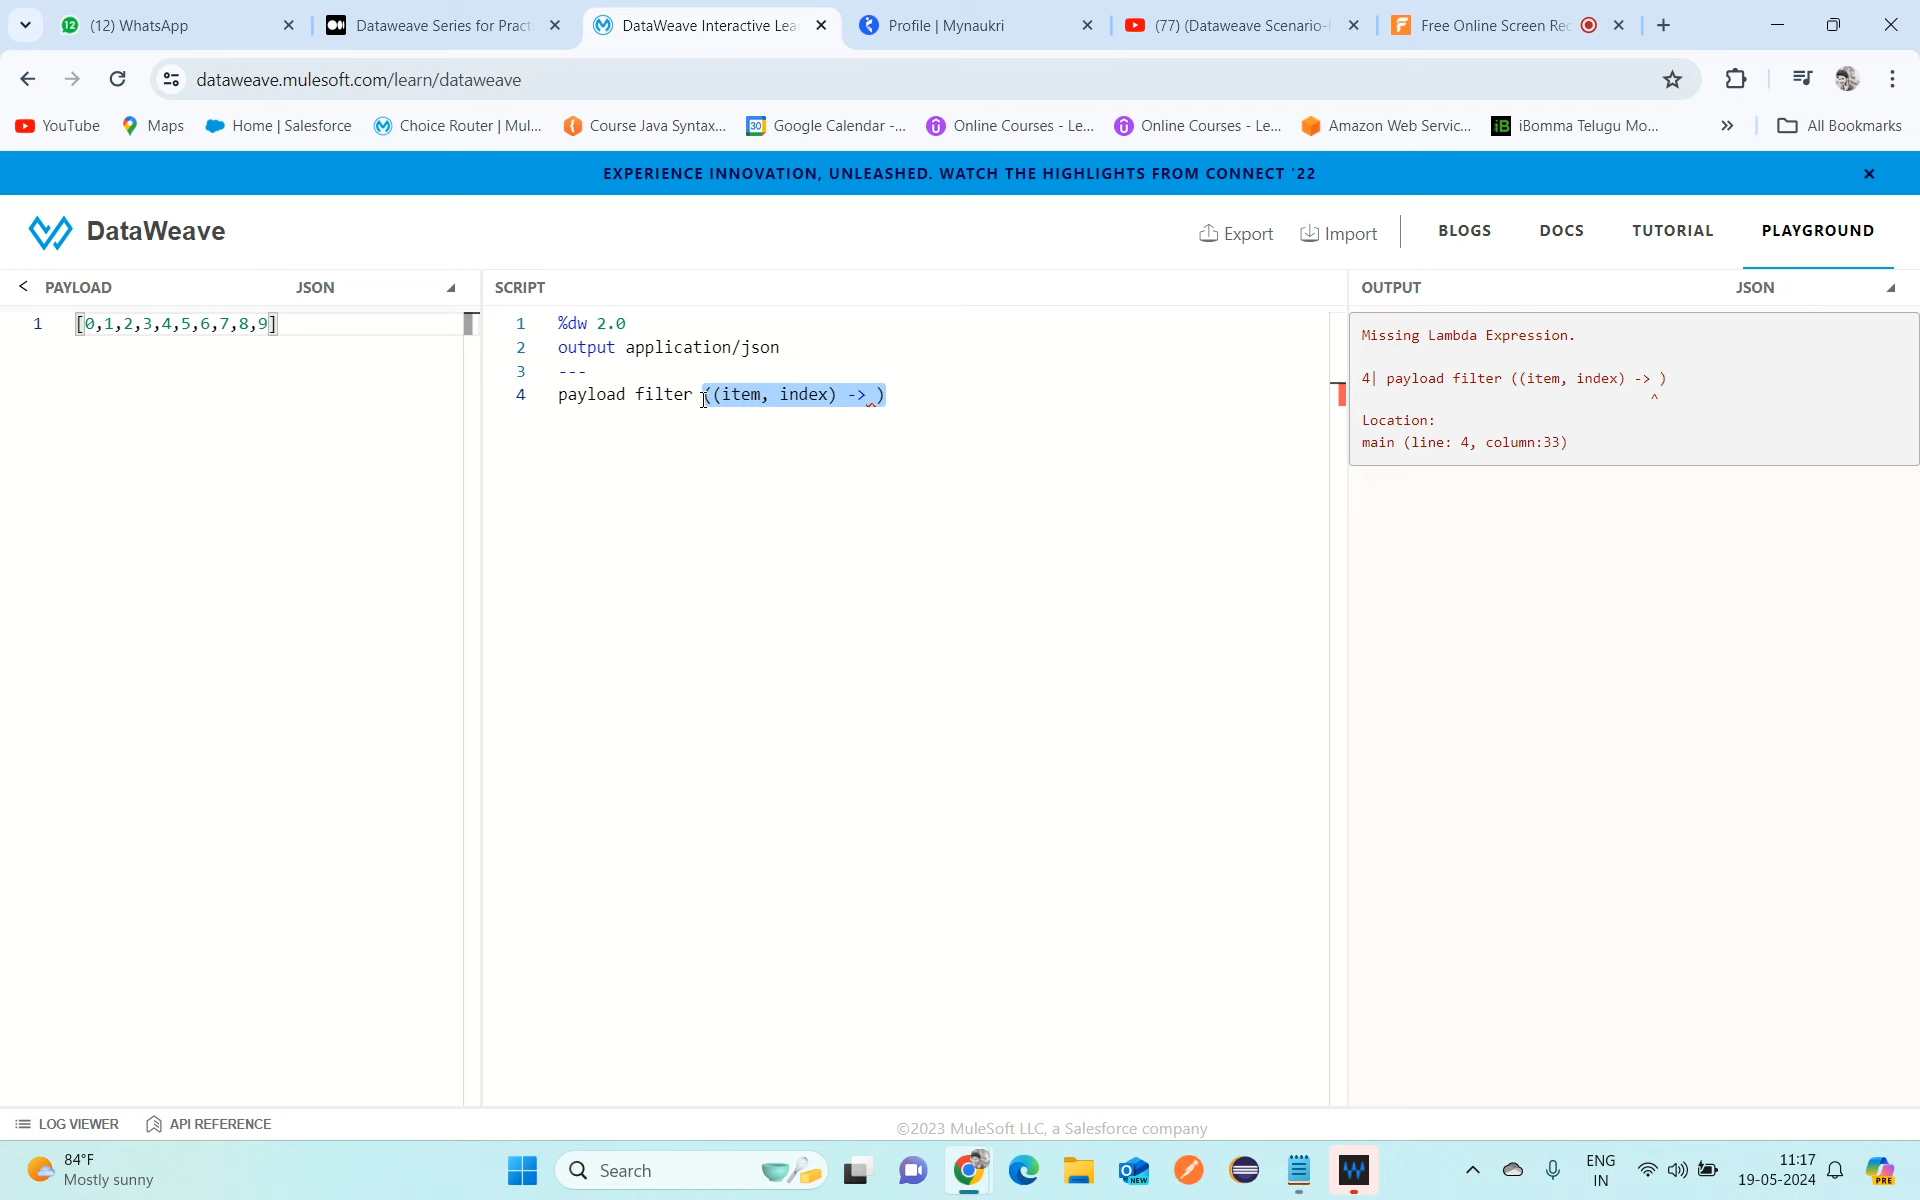 (12) WhatsApp
Dataweave Series for Practi
DataWeave Interactive Lea
Profile | Mynaukri
(77) (Dataweave Scenario-
Free Online Screen Rec
dataweave.mulesoft.com/learn/dataweave
YouTube
Maps
Home | Salesforce
Choice Router | Mul...
Course Java Syntax...
Google Calendar -...
Online Courses - Le...
Online Courses - Le...
Amazon Web Servic...
iBomma Telugu Mo...
All Bookmarks
EXPERIENCE INNOVATION, UNLEASHED. WATCH THE HIGHLIGHTS FROM CONNECT '22
DataWeave
Export
Import
BLOGS
DOCS
TUTORIAL
PLAYGROUND
< PAYLOAD
JSON
SCRIPT
OUTPUT
JSON
1 [0,1,2,3,4,5,6,7,8,9]
1 %dw 2.0
2 output application/json
3 ---
4 payload filter ((item, index) -> )
Missing Lambda Expression.
4| payload filter ((item, index) -> )
^
Location:
main (line: 4, column:33)
LOG VIEWER
API REFERENCE
©2023 MuleSoft LLC, a Salesforce company
84°F
Mostly sunny
Search
ENG
IN
11:17
19-05-2024